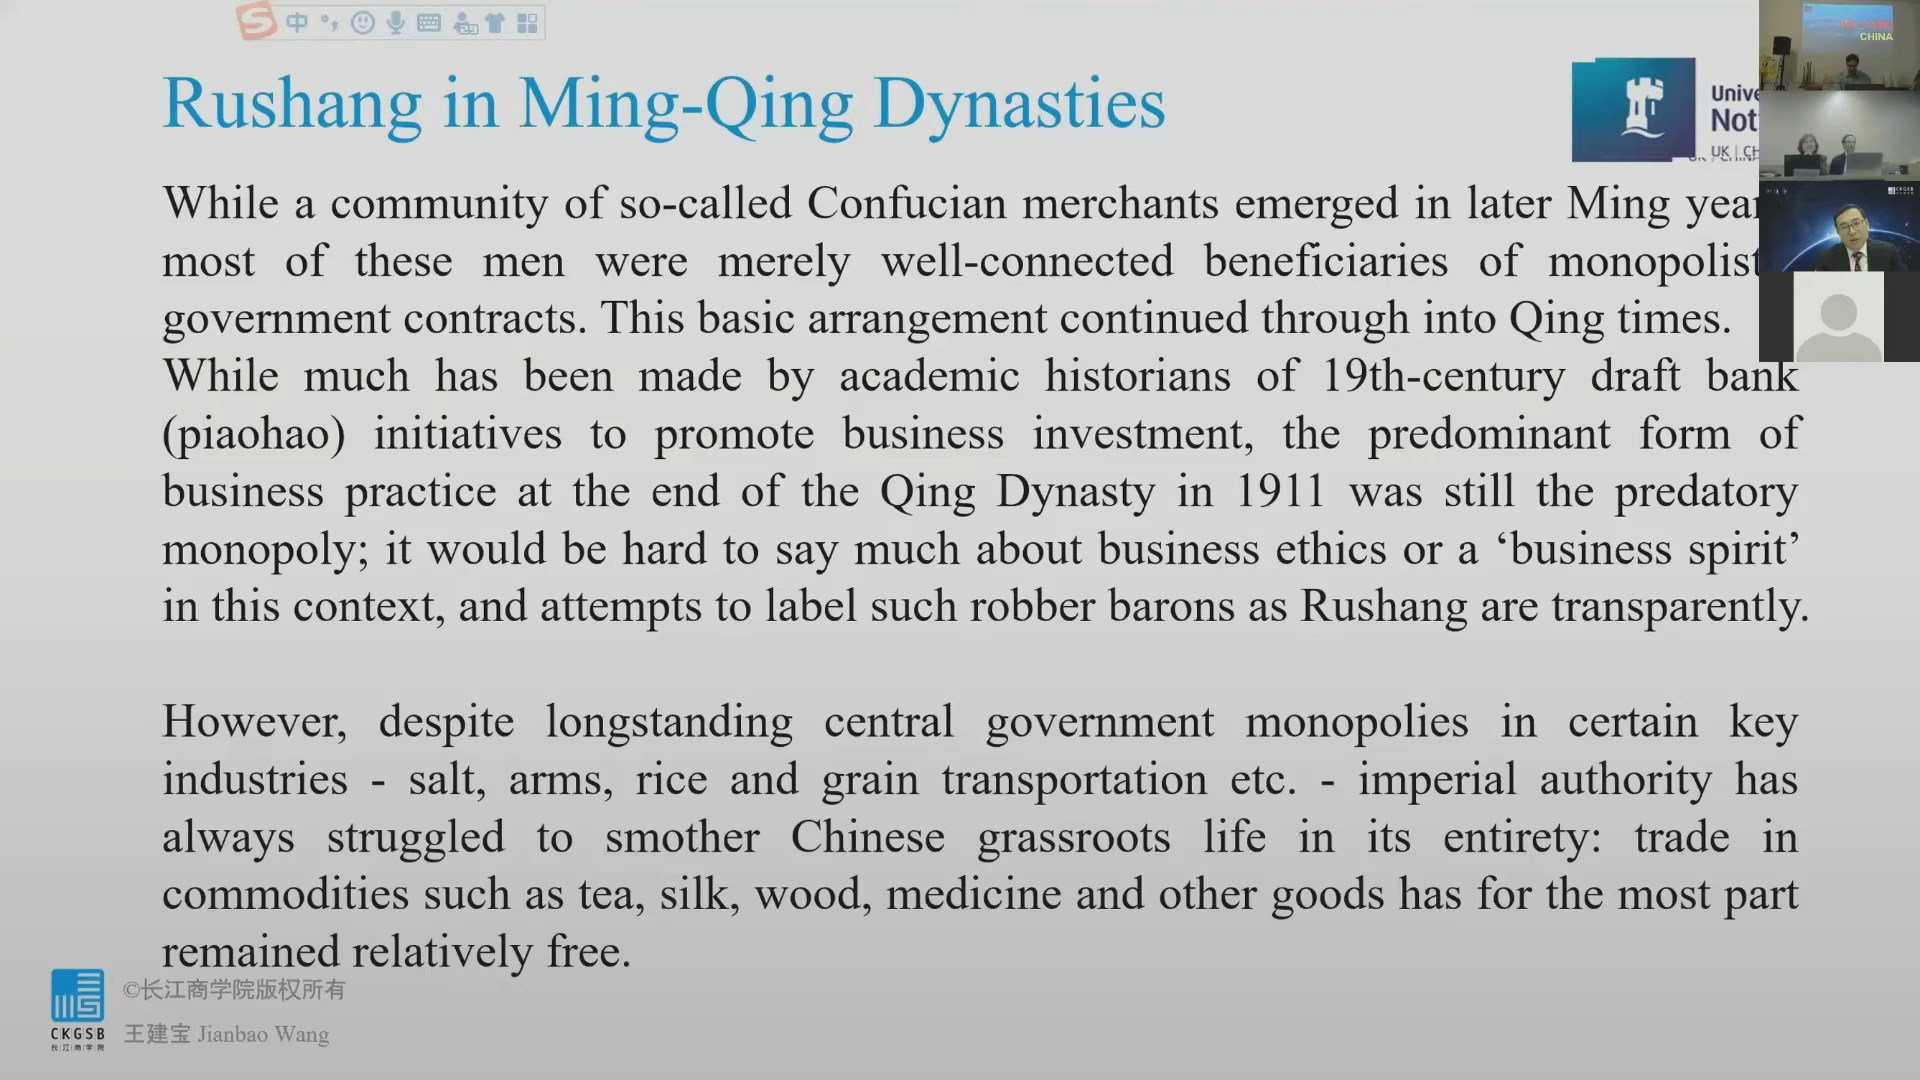 中
Rushang in Ming-Qing Dynasties
CHINA
UK
While a community of so-called Confucian merchants emerged in later Ming
most of these men were merely well-connected beneficiaries of
government contracts. This basic arrangement continued through into Qing times.
While much has been made by academic historians of 19th-century draft bank
(piaohao) initiatives to promote business investment, the predominant form of
business practice at the end of the Qing Dynasty in 1911 was still the predatory
monopoly; it would be hard to say much about business ethics or a ‘business spirit’
in this context, and attempts to label such robber barons as Rushang are transparently.
However, despite longstanding central government monopolies in certain key
industries - salt, arms, rice and grain transportation etc. - imperial authority has
always struggled to smother Chinese grassroots life in its entirety: trade in
commodities such as tea, silk, wood, medicine and other goods has for the most part
remained relatively free.
CKGSB
长江商学院
©长江商学院版权所有
王建宝 Jianbao Wang